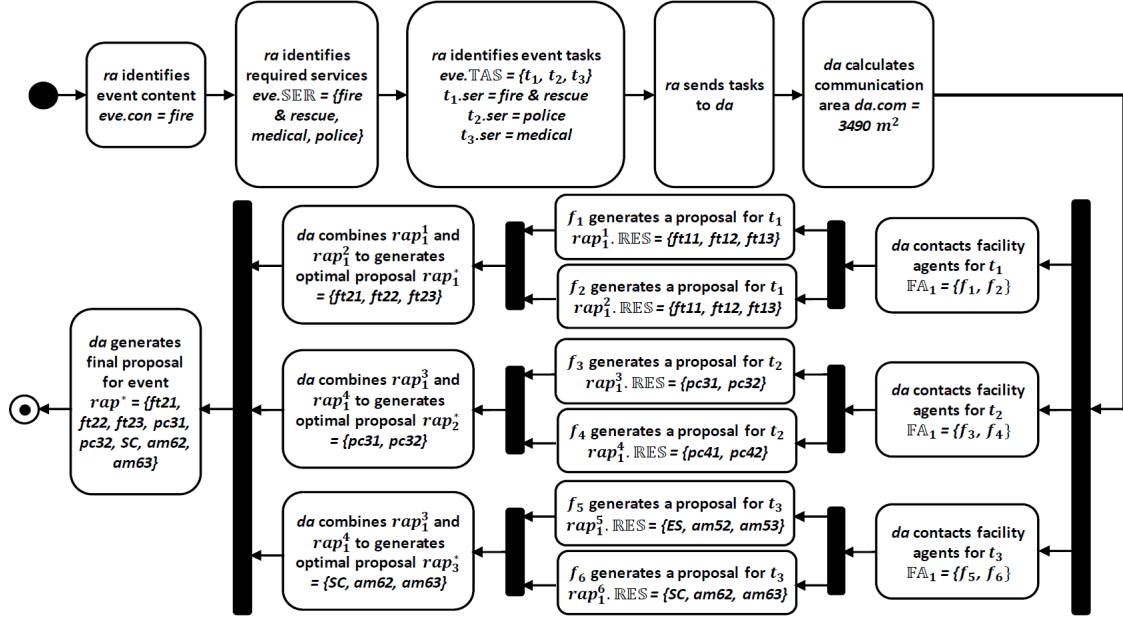 ra identifies
event content
eve.con = fire
ra identifies
required services
eve.𝕊𝔼ℝ = {fire
& rescue,
medical, police}
ra identifies event tasks
eve.𝕋𝔸𝕊 = {t₁, t₂, t₃}
t₁.ser = fire & rescue
t₂.ser = police
t₃.ser = medical
ra sends tasks
to da
da calculates
communication
area da.com =
3490 m²
da contacts facility
agents for t₁
𝔽𝔸₁ = {f₁, f₂}
f₁ generates a proposal for t₁
rap₁¹. ℝ𝔼𝕊 = {ft11, ft12, ft13}
f₂ generates a proposal for t₁
rap₁². ℝ𝔼𝕊 = {ft11, ft12, ft13}
da combines rap₁¹ and
rap₁² to generates
optimal proposal rap₁*
= {ft21, ft22, ft23}
da contacts facility
agents for t₂
𝔽𝔸₁ = {f₃, f₄}
f₃ generates a proposal for t₂
rap₁³. ℝ𝔼𝕊 = {pc31, pc32}
f₄ generates a proposal for t₂
rap₁⁴. ℝ𝔼𝕊 = {pc41, pc42}
da combines rap₁³ and
rap₁⁴ to generates
optimal proposal rap₂*
= {pc31, pc32}
da contacts facility
agents for t₃
𝔽𝔸₁ = {f₅, f₆}
f₅ generates a proposal for t₃
rap₁⁵. ℝ𝔼𝕊 = {ES, am52, am53}
f₆ generates a proposal for t₃
rap₁⁶. ℝ𝔼𝕊 = {SC, am62, am63}
da combines rap₁³ and
rap₁⁴ to generates
optimal proposal rap₃*
= {SC, am62, am63}
da generates
final proposal
for event
rap* = {ft21,
ft22, ft23, pc31,
pc32, SC, am62,
am63}